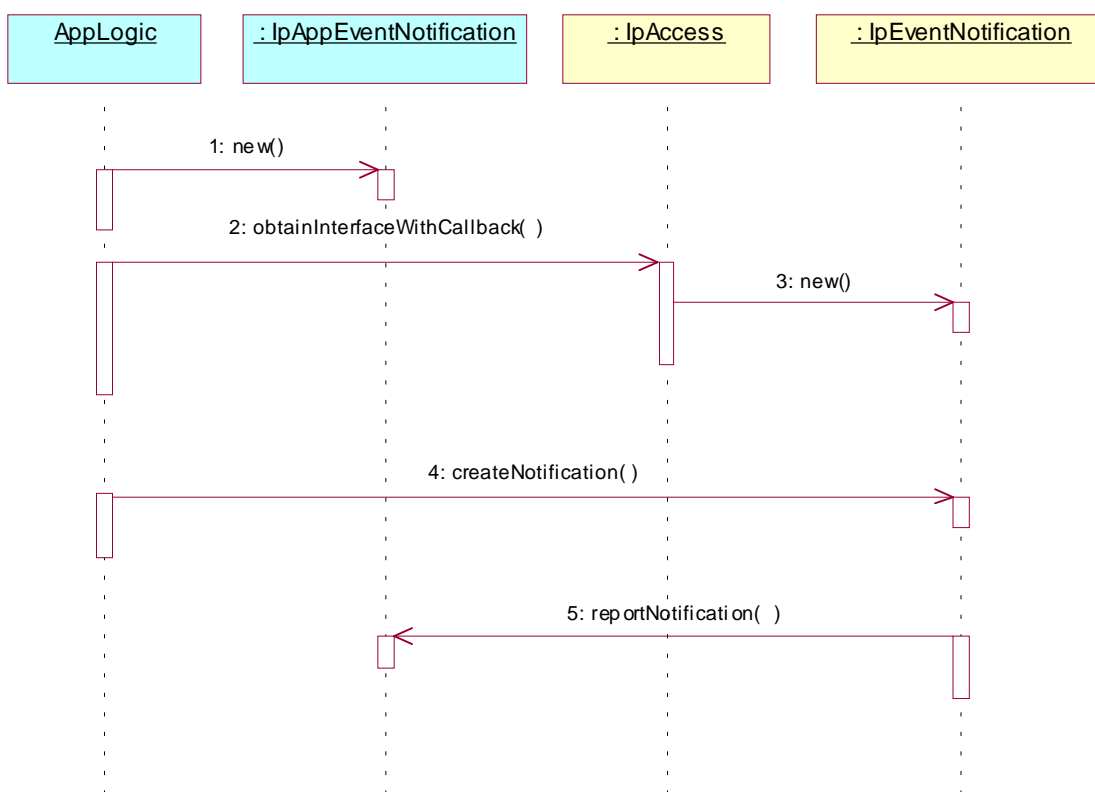 AppLogic
: IpAppEventNotification
: IpAccess
: IpEventNotification
1: new()
2: obtainInterfaceWithCallback( )
3: new()
4: createNotification( )
5: reportNotification( )